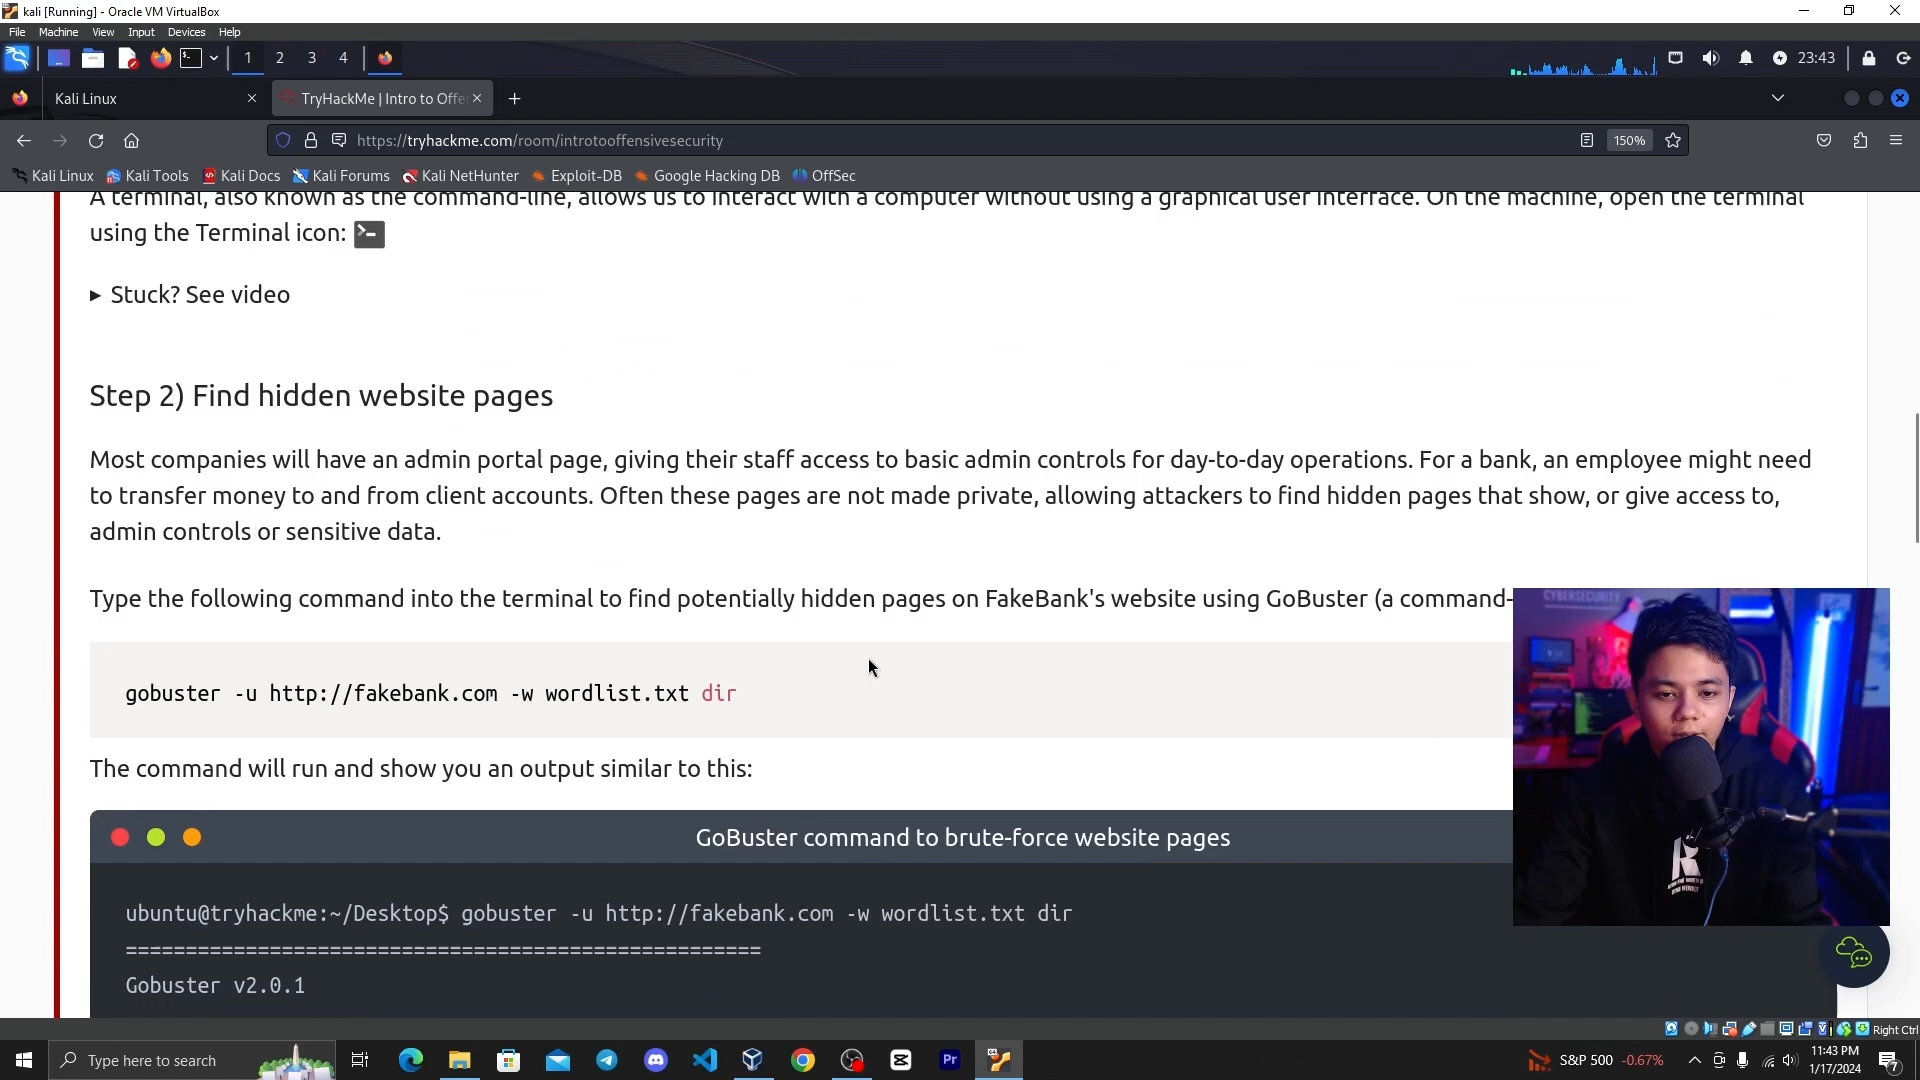 kali [Running] - Oracle VM VirtualBox
File Machine View Input Devices Help
1 2 3 4 23:43
Kali Linux TryHackMe | Intro to Offe
https://tryhackme.com/room/introtooffensivesecurity 150%
Kali Linux Kali Tools Kali Docs Kali Forums Kali NetHunter Exploit-DB Google Hacking DB OffSec
A terminal, also known as the command-line, allows us to interact with a computer without using a graphical user interface. On the machine, open the terminal
using the Terminal icon:
Stuck? See video
Step 2) Find hidden website pages
Most companies will have an admin portal page, giving their staff access to basic admin controls for day-to-day operations. For a bank, an employee might need
to transfer money to and from client accounts. Often these pages are not made private, allowing attackers to find hidden pages that show, or give access to,
admin controls or sensitive data.
Type the following command into the terminal to find potentially hidden pages on FakeBank's website using GoBuster (a command-
gobuster -u http://fakebank.com -w wordlist.txt dir
The command will run and show you an output similar to this:
GoBuster command to brute-force website pages
ubuntu@tryhackme:~/Desktop$ gobuster -u http://fakebank.com -w wordlist.txt dir
=====================================================
Gobuster v2.0.1
CYBERSECURITY
Right Ctrl
Type here to search
S&P 500 -0.67%
11:43 PM
1/17/2024
7